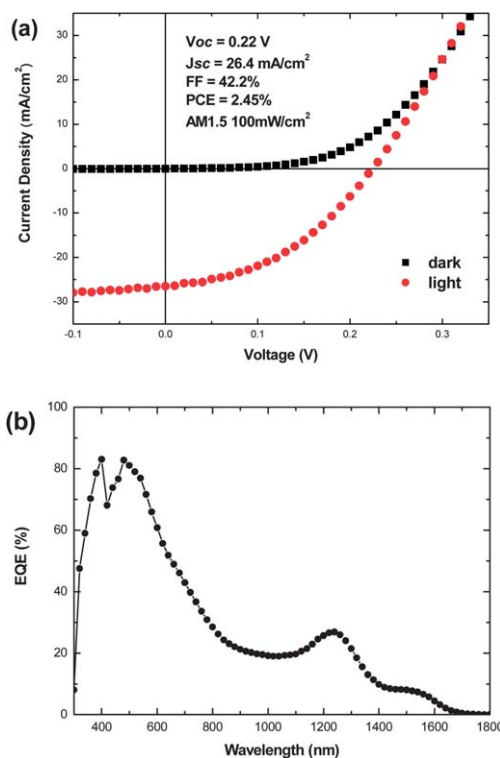 (a)
Voc = 0.22 V
Jsc = 26.4 mA/cm²
FF = 42.2%
PCE = 2.45%
AM1.5 100mW/cm²
Current Density (mA/cm²)
30
20
10
0
-10
-20
-30
dark
light
-0.1 0.0 0.1 0.2 0.3
Voltage (V)
(b)
EQE (%)
100
80
60
40
20
0
400 600 800 1000 1200 1400 1600 1800
Wavelength (nm)